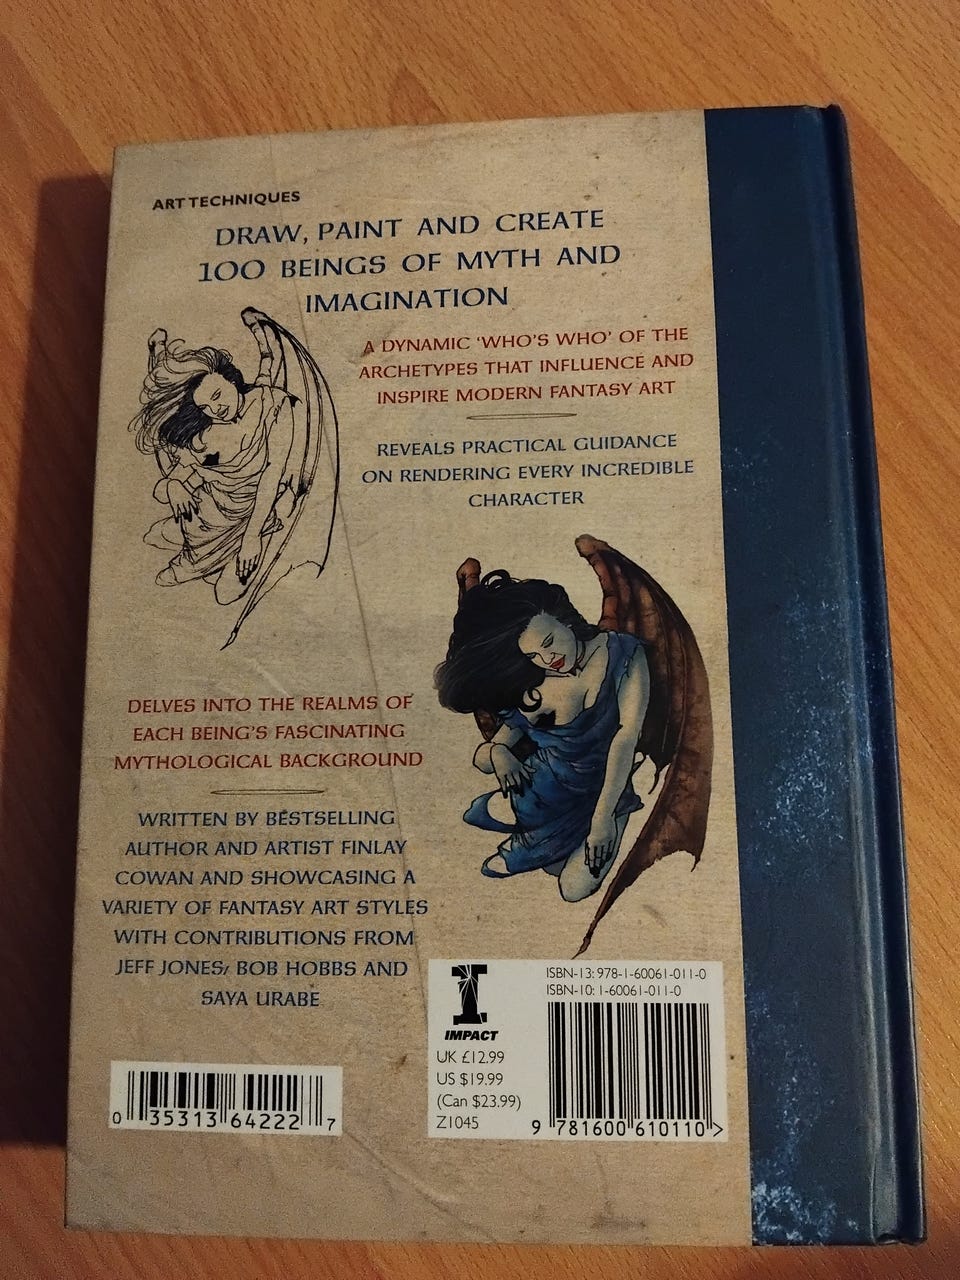 ART TECHNIQUES
DRAW, PAINT AND CREATE
100 BEINGS OF MYTH AND
IMAGINATION
A DYNAMIC 'WHO'S WHO' OF THE
ARCHETYPES THAT INFLUENCE AND
INSPIRE MODERN FANTASY ART
REVEALS PRACTICAL GUIDANCE
ON RENDERING EVERY INCREDIBLE
CHARACTER
DELVES INTO THE REALMS OF
EACH BEING'S FASCINATING
MYTHOLOGICAL BACKGROUND
WRITTEN BY BESTSELLING
AUTHOR AND ARTIST FINLAY
COWAN AND SHOWCASING A
VARIETY OF FANTASY ART STYLES
WITH CONTRIBUTIONS FROM
JEFF JONES, BOB HOBBS AND
SAYA URABE
0 35313 64222 7
IMPACT
UK £12.99
US $19.99
(Can $23.99)
Z1045
ISBN-13: 978-1-60061-011-0
ISBN-10: 1-60061-011-0
9 781600 610110 >